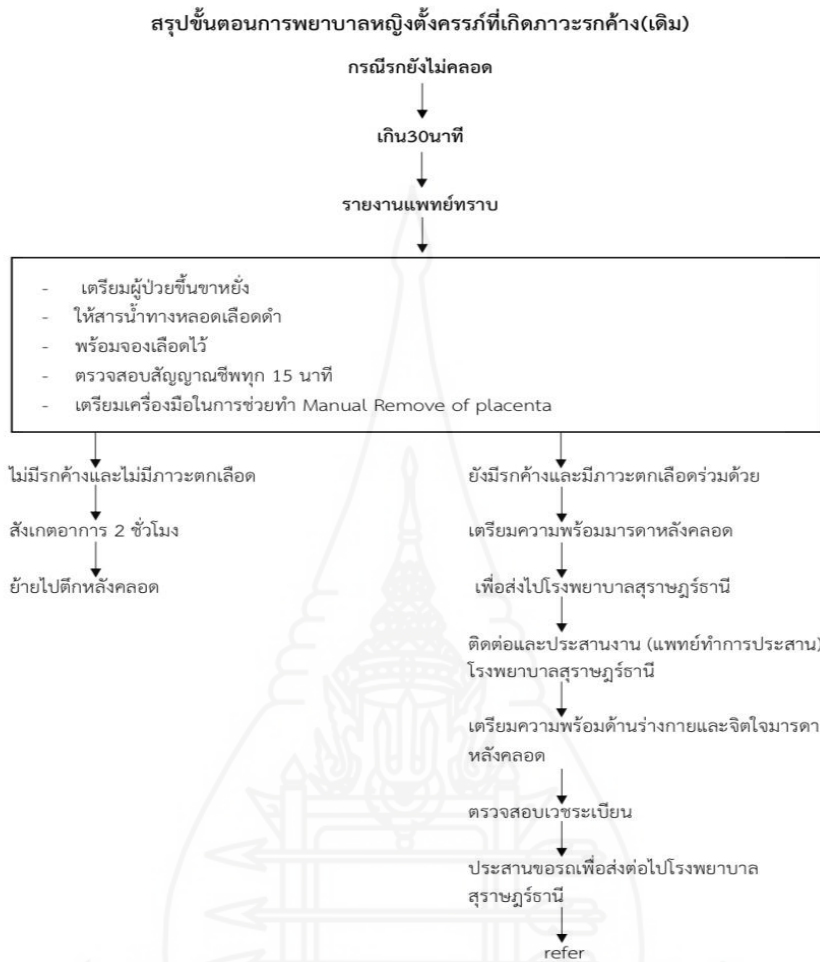 สรุปขั้นตอนการพยาบาลหญิงตั้งครรภ์ที่เกิดภาวะรกค้าง(เดิม)
กรณีรกยังไม่คลอด
เกิน30นาที
รายงานแพทย์ทราบ
- เตรียมผู้ป่วยขึ้นขาหยั่ง
- ให้สารน้ำทางหลอดเลือดดำ
- พร้อมจองเลือดไว้
- ตรวจสอบสัญญาณชีพทุก 15 นาที
- เตรียมเครื่องมือในการช่วยทำ Manual Remove of placenta
ไม่มีรกค้างและไม่มีภาวะตกเลือด
สังเกตอาการ 2 ชั่วโมง
ย้ายไปตึกหลังคลอด
ยังมีรกค้างและมีภาวะตกเลือดร่วมด้วย
เตรียมความพร้อมมารดาหลังคลอด
เพื่อส่งไปโรงพยาบาลสุราษฎร์ธานี
ติดต่อและประสานงาน (แพทย์ทำการประสาน)
โรงพยาบาลสุราษฎร์ธานี
เตรียมความพร้อมด้านร่างกายและจิตใจมารดา
หลังคลอด
ตรวจสอบเวชระเบียน
ประสานขอรถเพื่อส่งต่อไปโรงพยาบาล
สุราษฎร์ธานี
refer